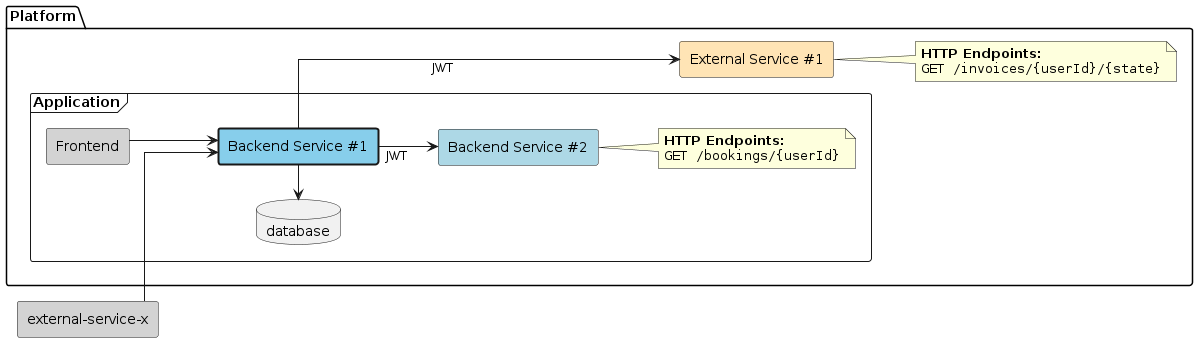 Platform
External Service #1
HTTP Endpoints:
GET /invoices/{userId}/{state}
JWT
Application
Frontend
Backend Service #1
JWT
Backend Service #2
HTTP Endpoints:
GET /bookings/{userId}
database
external-service-x